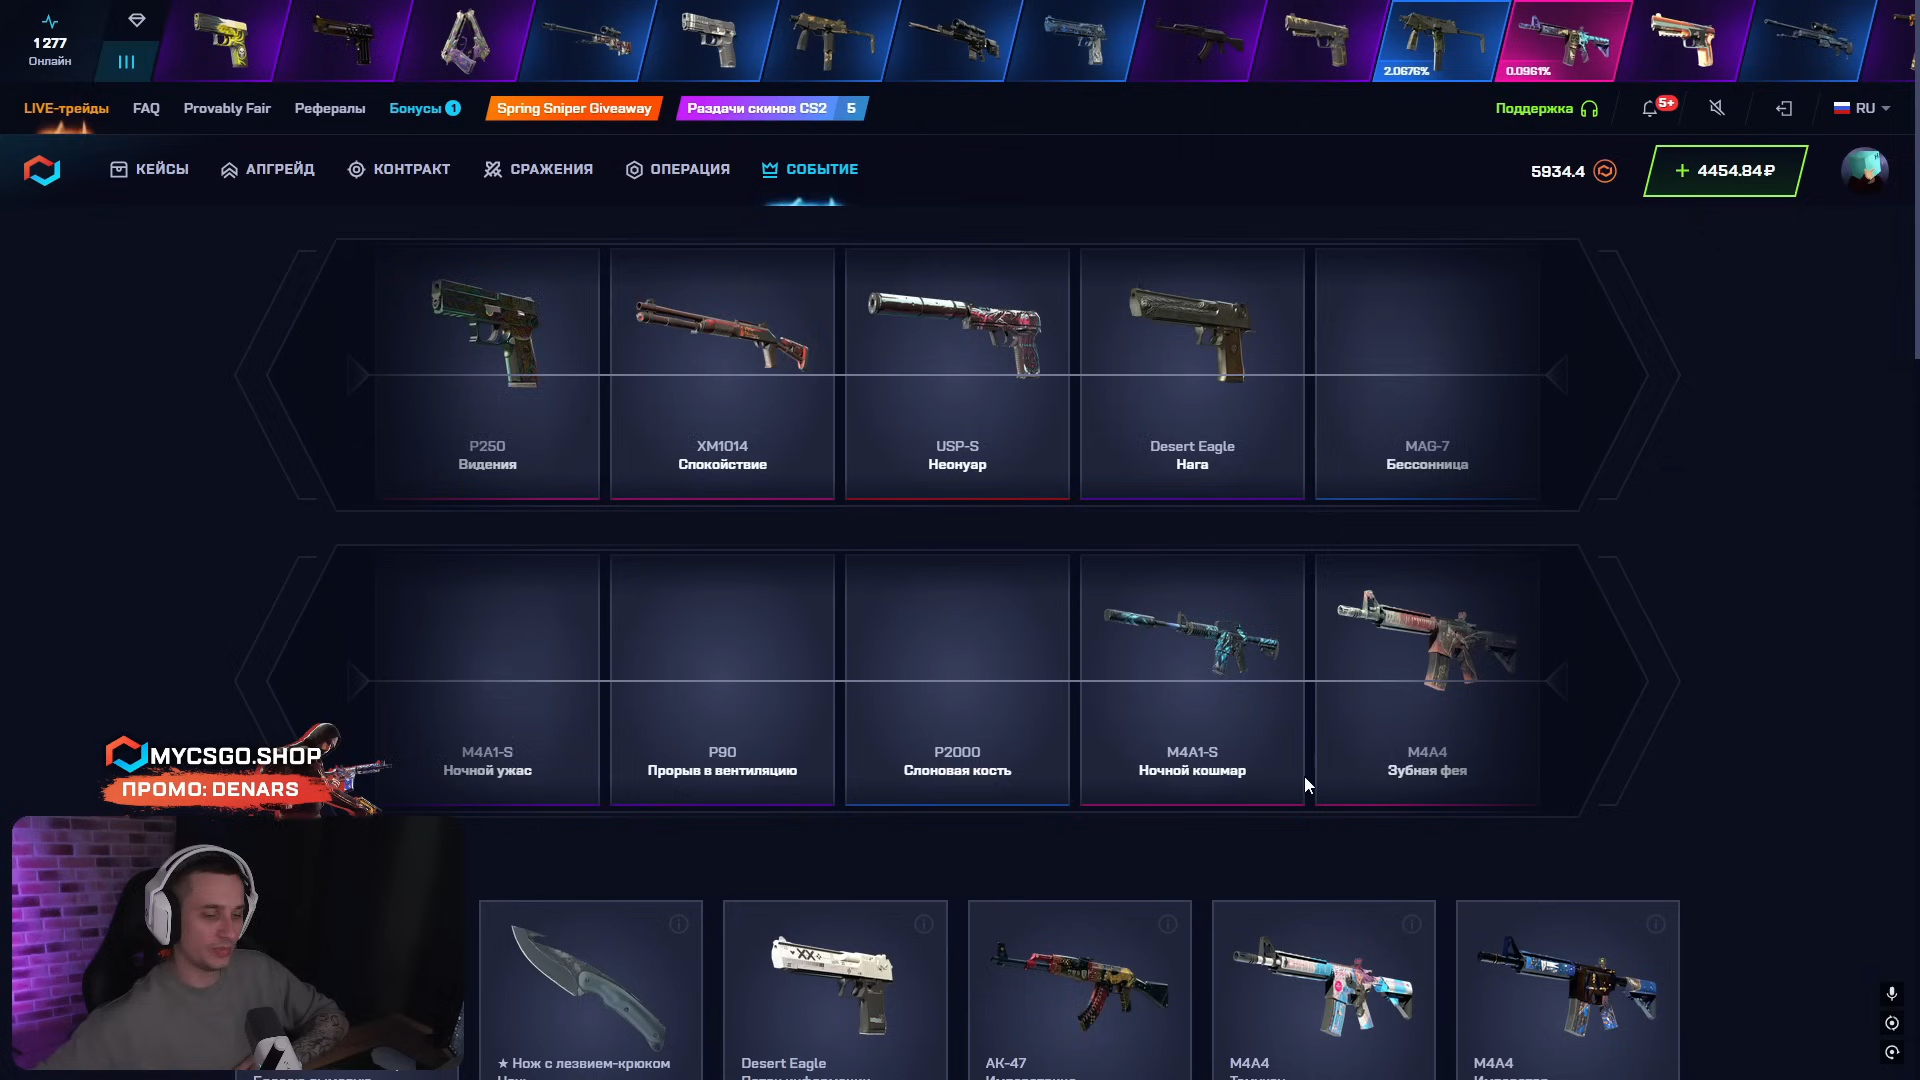 1 277
Онлайн
2.0676%
0.0961%
LIVE-трейды
FAQ
Provably Fair
Рефералы
Бонусы 1
Spring Sniper Giveaway
Раздачи скинов CS2 5
Поддержка
5+
RU
КЕЙСЫ
АПГРЕЙД
КОНТРАКТ
СРАЖЕНИЯ
ОПЕРАЦИЯ
СОБЫТИЕ
5934.4
+ 4454.84₽
P250
Видения
XM1014
Спокойствие
USP-S
Неонуар
Desert Eagle
Нага
MAG-7
Бессонница
M4A1-S
Ночной ужас
P90
Прорыв в вентиляцию
P2000
Слоновая кость
M4A1-S
Ночной кошмар
M4A4
Зубная фея
MYCSGO.SHOP
ПРОМО: DENARS
★ Нож с лезвием-крюком
Desert Eagle
AK-47
M4A4
M4A4